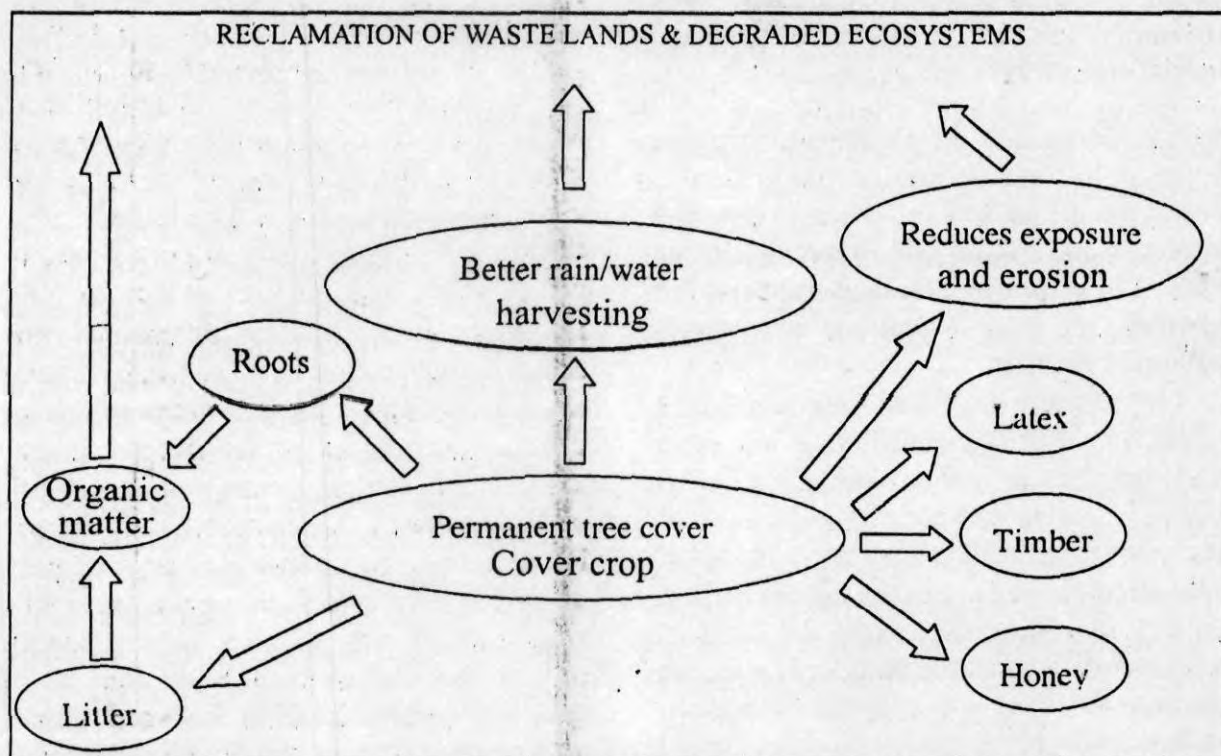 RECLAMATION OF WASTE LANDS & DEGRADED ECOSYSTEMS
Reduces exposure
and erosion
Better rain/water
harvesting
Roots
Latex
Organic
matter
Permanent tree cover
Cover crop
Timber
Honey
Litter